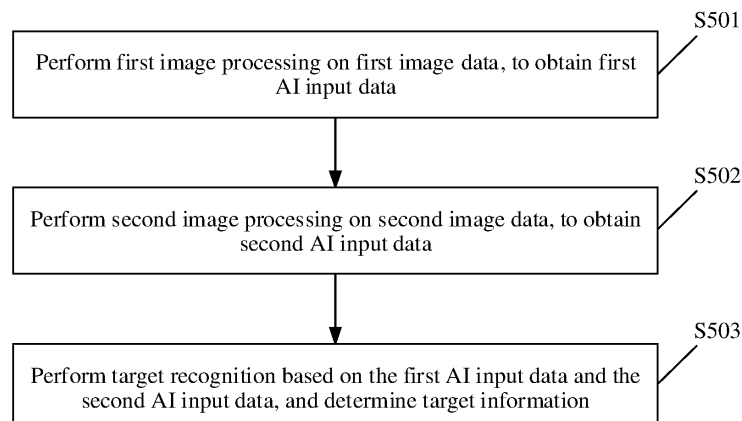 S501
Perform first image processing on first image data, to obtain first
AI input data
S502
Perform second image processing on second image data, to obtain
second AI input data
S503
Perform target recognition based on the first AI input data and the
second AI input data, and determine target information